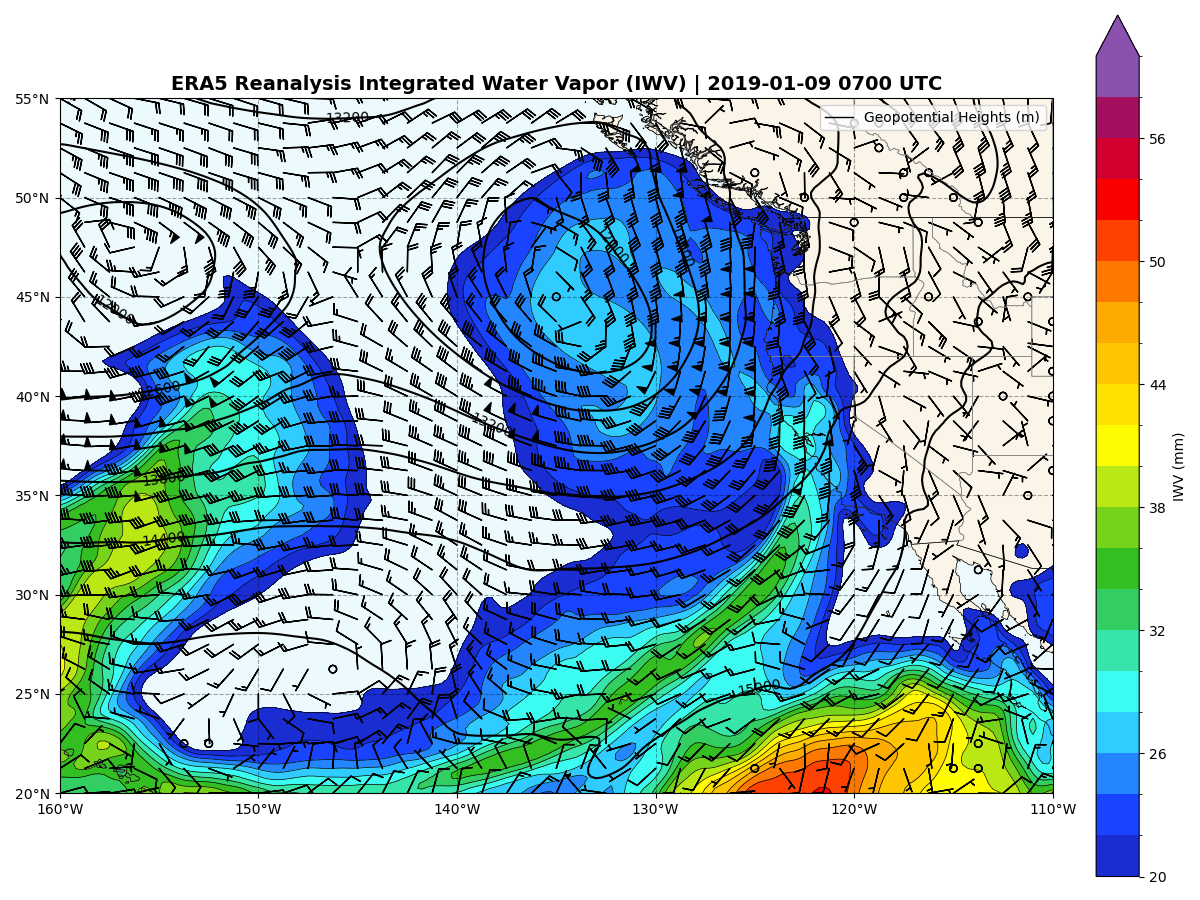 ERA5 Reanalysis Integrated Water Vapor (IWV) | 2019-01-09 0700 UTC
Geopotential Heights (m)
55°N
50°N
45°N
40°N
35°N
30°N
25°N
20°N
160°W
150°W
140°W
130°W
120°W
110°W
13200
12600
13200
13800
14400
15000
56
50
44
38
32
26
20
IWV (mm)